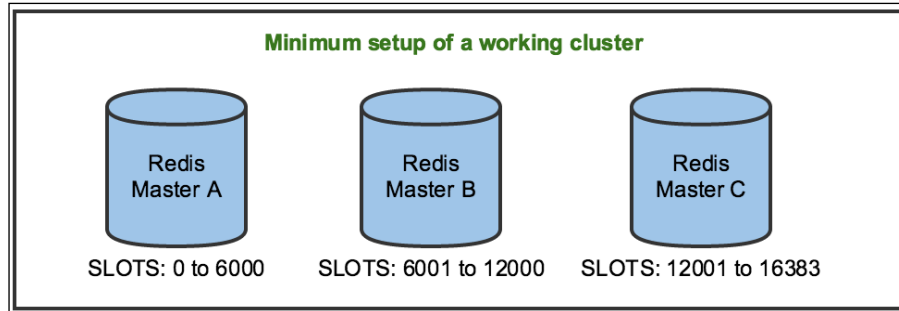 Minimum setup of a working cluster
Redis
Master A
Redis
Master B
Redis
Master C
SLOTS: 0 to 6000
SLOTS: 6001 to 12000
SLOTS: 12001 to 16383